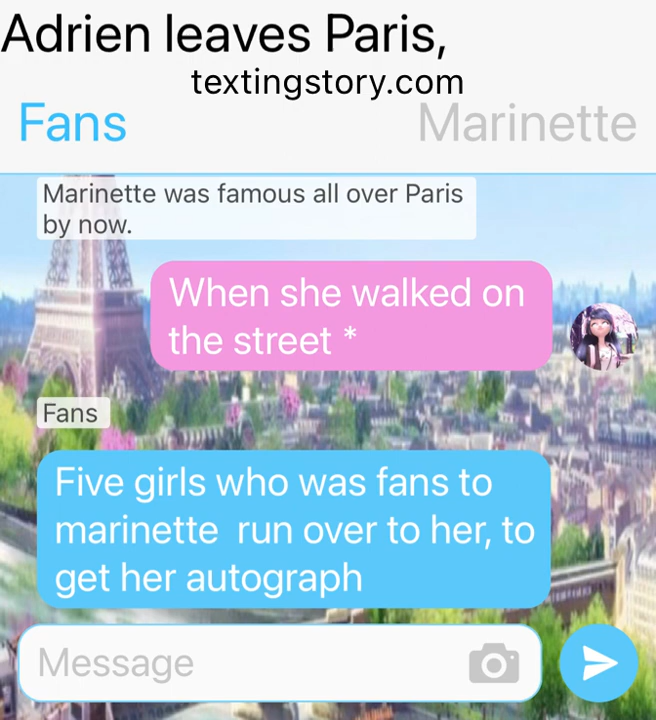 Adrien leaves Paris,
textingstory.com
Fans
Marinette
Marinette was famous all over Paris
by now.
When she walked on
the street *
Fans
Five girls who was fans to
marinette  run over to her, to
get her autograph
Message